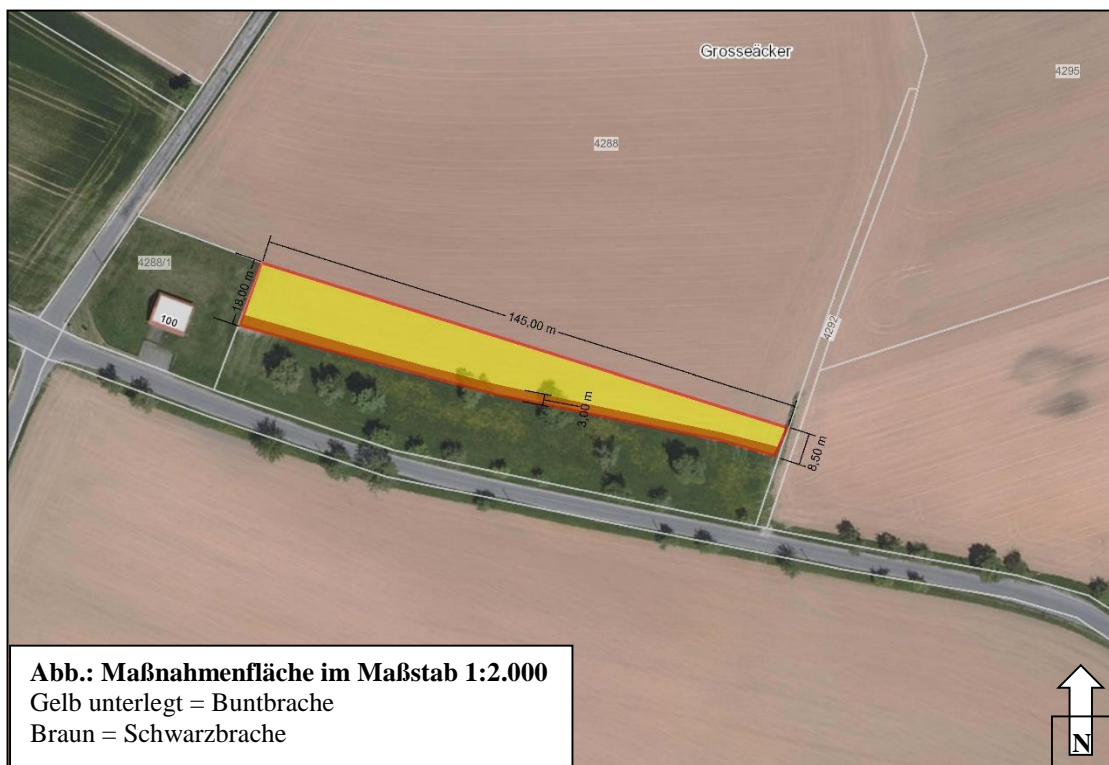 Grosseäcker
4295
4288
4288/1
18,00 m
145,00 m
100
4292
3,00 m
8,50 m
Abb.: Maßnahmenfläche im Maßstab 1:2.000
Gelb unterlegt = Buntbrache
Braun = Schwarzbrache
N